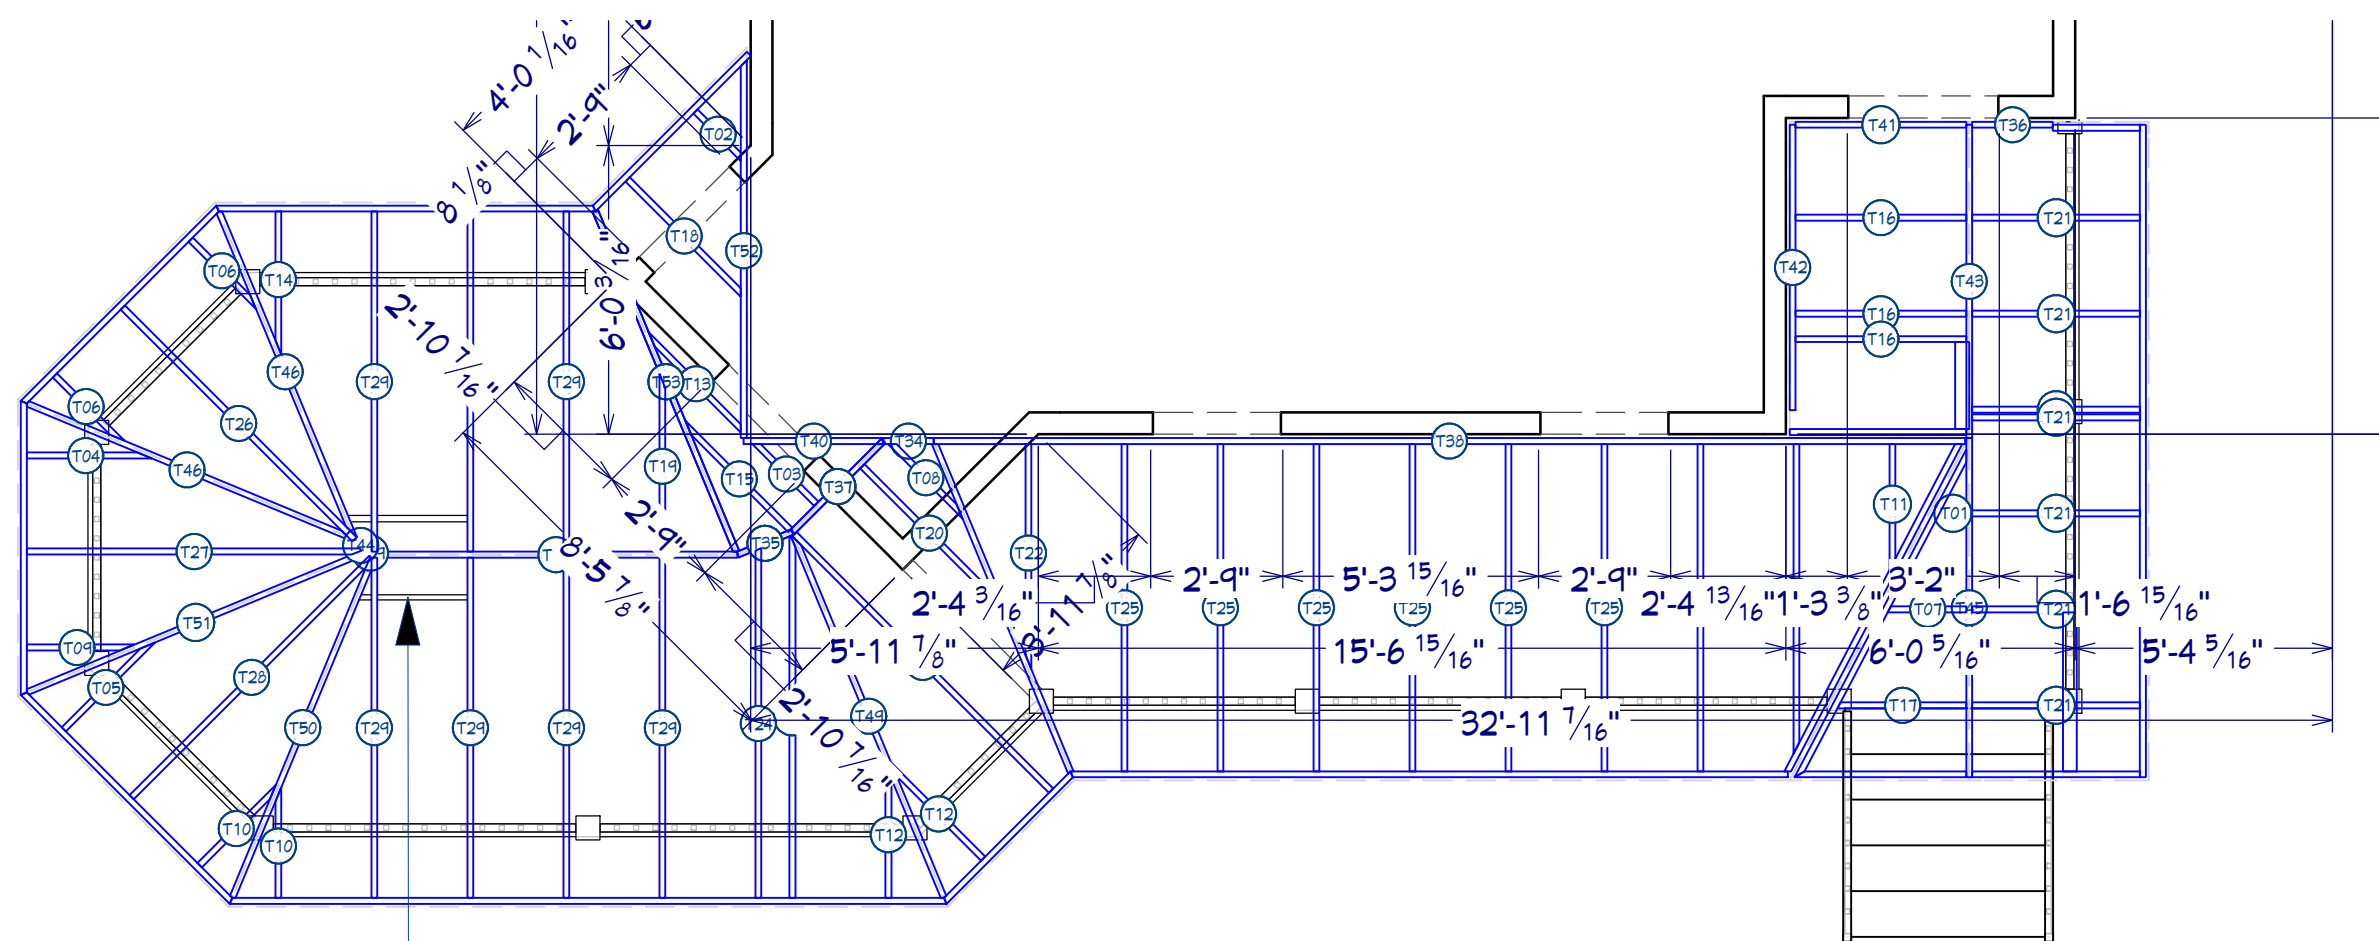 4'-0 1/16"
2'-9"
8 1/8"
T02
T41
T36
T06
T14
T18
T52
T16
T21
6'-0 3/16"
2'-10 7/16"
T42
T43
T16
T21
T16
T46
T29
T29
T53
T13
T06
T26
T21
T04
T46
T19
T15
T40
T34
T38
T03
T37
T08
T20
T11
T01
T21
T27
T44
T35
T22
2'-9"
8'-5 7/8"
8'-11 7/8"
2'-4 3/16"
2'-9"
5'-3 15/16"
2'-9"
2'-4 13/16"
1'-3 3/8"
3'-2"
1'-6 15/16"
T25
T25
T25
T25
T25
T25
T07
T45
T21
T51
T09
T05
T28
5'-11 7/8"
15'-6 15/16"
6'-0 5/16"
5'-4 5/16"
T50
T29
T29
T29
T29
T24
T49
2'-10 7/16"
32'-11 7/16"
T17
T21
T10
T10
T12
T12